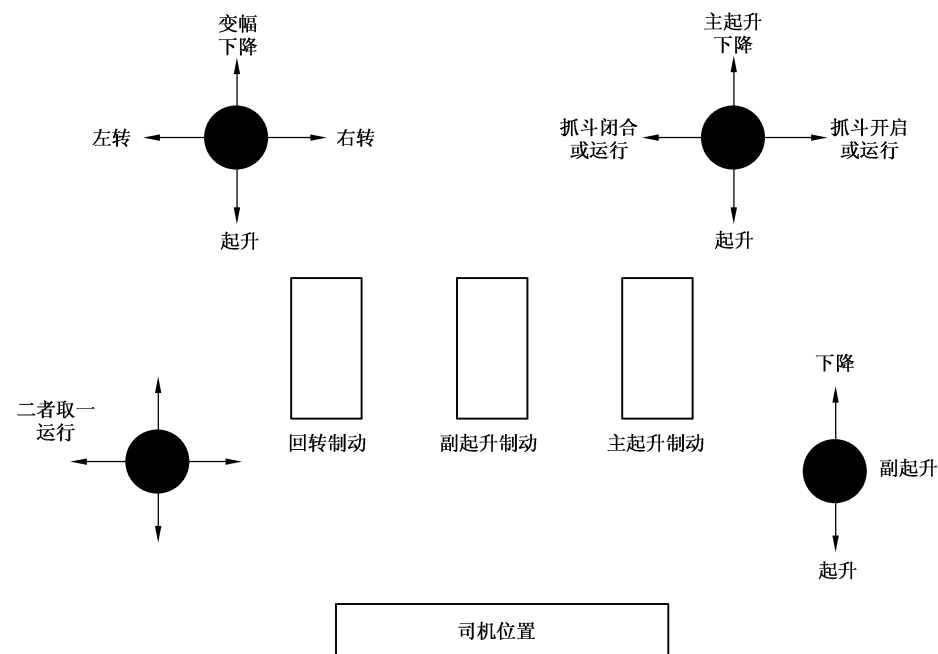 变幅
下降
左转
右转
起升
主起升
下降
抓斗闭合
或运行
抓斗开启
或运行
起升
二者取一
运行
回转制动
副起升制动
主起升制动
下降
副起升
起升
司机位置